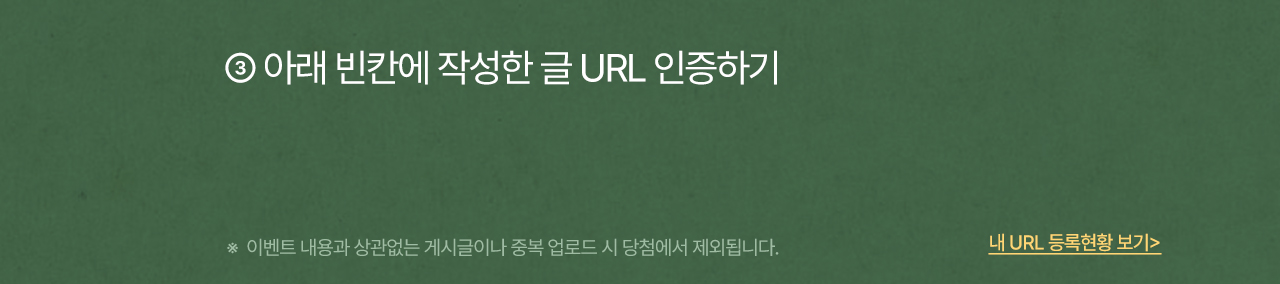 ③ 아래 빈칸에 작성한 글 URL 인증하기
※ 이벤트 내용과 상관없는 게시글이나 중복 업로드 시 당첨에서 제외됩니다.
내 URL 등록현황 보기>